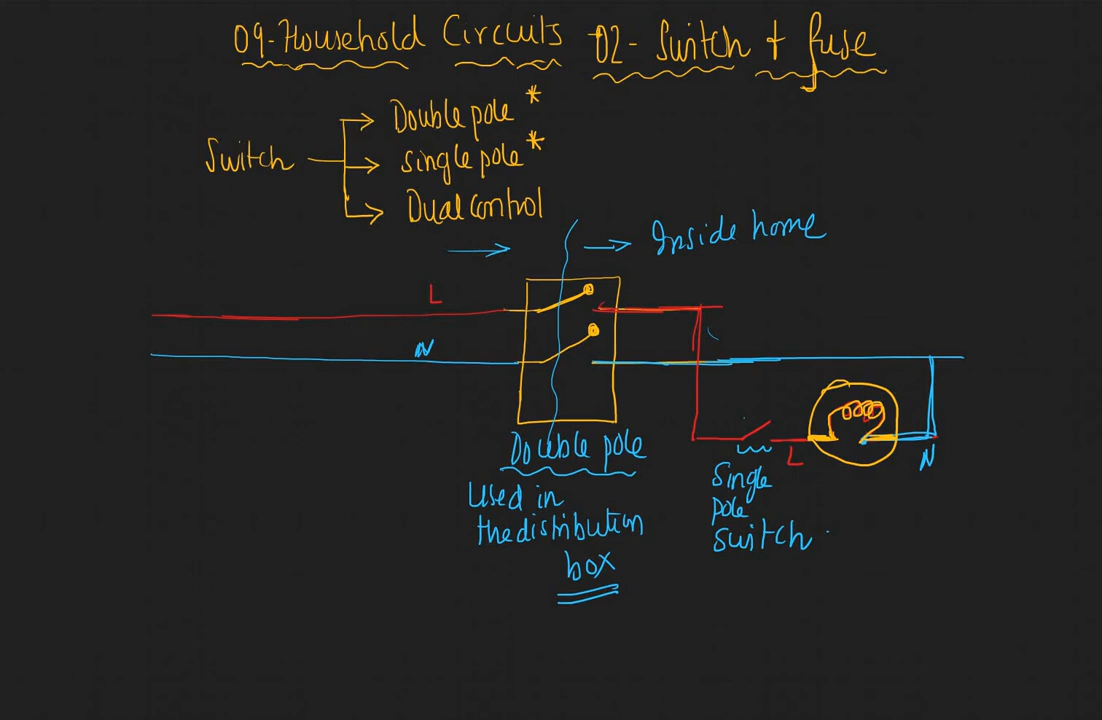 09-Household Circuits 02- Switch + fuse
Double pole *
Switch
single pole *
Dual control
Inside home
L
N
Double pole
Used in
the distribution
box
L
N
Single
pole
Switch